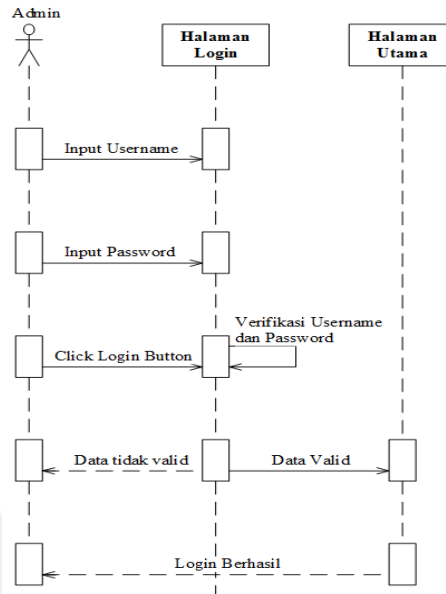 Admin
Halaman
Login
Halaman
Utama
Input Username
Input Password
Verifikasi Username
dan Password
Click Login Button
Data tidak valid
Data Valid
Login Berhasil